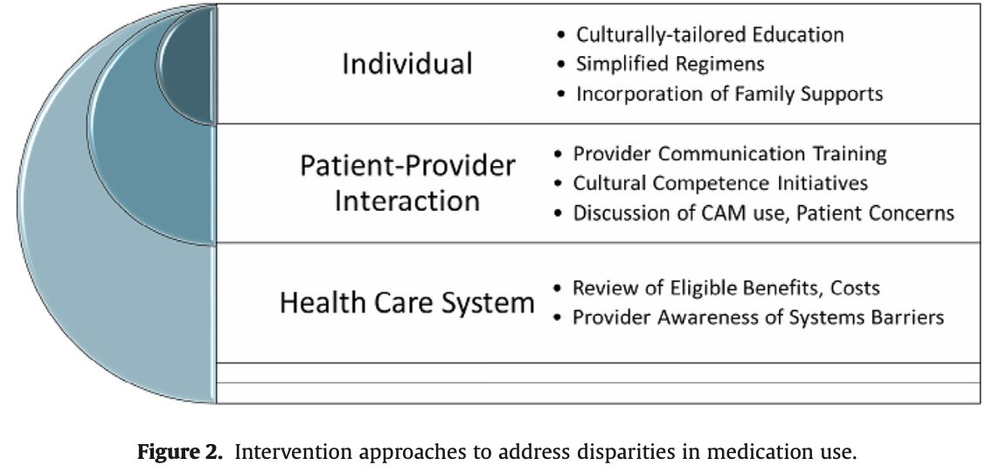 Individual
• Culturally-tailored Education
• Simplified Regimens
• Incorporation of Family Supports
Patient-Provider
Interaction
• Provider Communication Training
• Cultural Competence Initiatives
• Discussion of CAM use, Patient Concerns
Health Care System
• Review of Eligible Benefits, Costs
• Provider Awareness of Systems Barriers
Figure 2. Intervention approaches to address disparities in medication use.